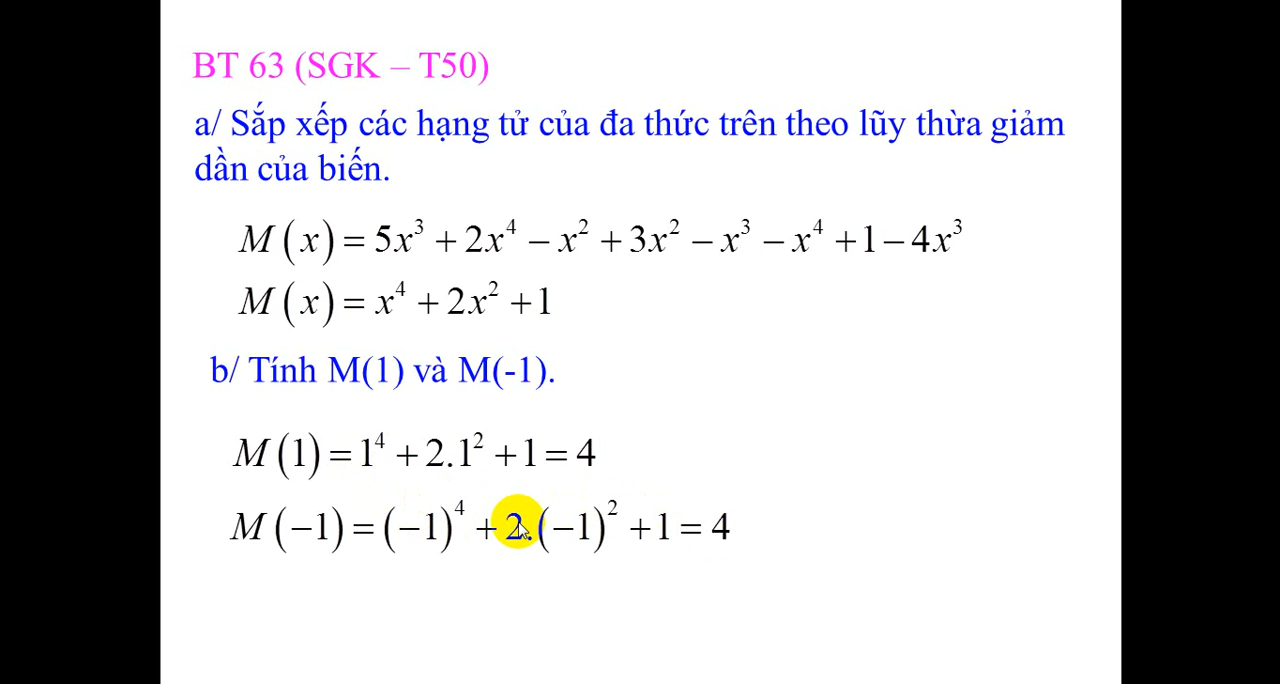 BT 63 (SGK – T50)
a/ Sắp xếp các hạng tử của đa thức trên theo lũy thừa giảm
dần của biến.
M(x) = 5x³ + 2x⁴ − x² + 3x² − x³ − x⁴ + 1 − 4x³
M(x) = x⁴ + 2x² + 1
b/ Tính M(1) và M(-1).
M(1) = 1⁴ + 2.1² + 1 = 4
M(−1) = (−1)⁴ + 2.(−1)² + 1 = 4